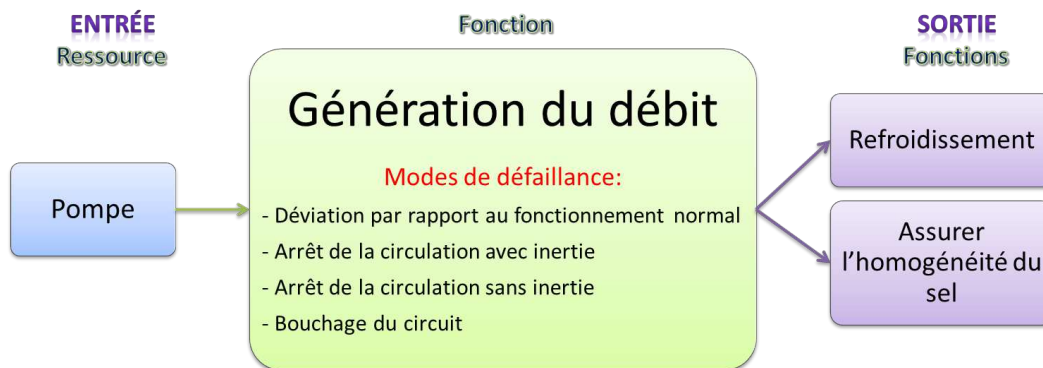 ENTRÉE
Ressource
Fonction
SORTIE
Fonctions
Pompe
Génération du débit
Modes de défaillance:
- Déviation par rapport au fonctionnement normal
- Arrêt de la circulation avec inertie
- Arrêt de la circulation sans inertie
- Bouchage du circuit
Refroidissement
Assurer
l'homogénéité du
sel